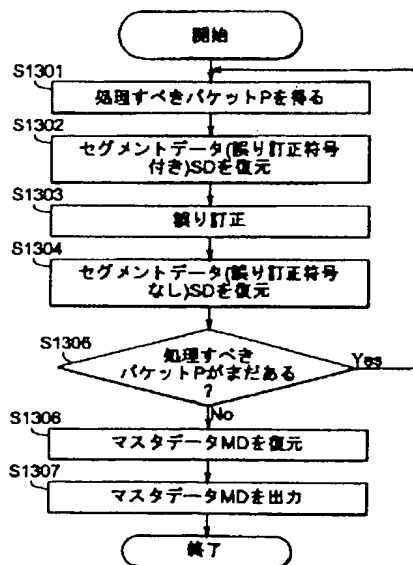 開始
S1301
処理すべきパケットPを得る
S1302
セグメントデータ(誤り訂正符号
付き)SDを復元
S1303
誤り訂正
S1304
セグメントデータ(誤り訂正符号
なし)SDを復元
S1305
処理すべき
パケットPがまだある
?
Yes
No
S1306
マスタデータMDを復元
S1307
マスタデータMDを出力
終了